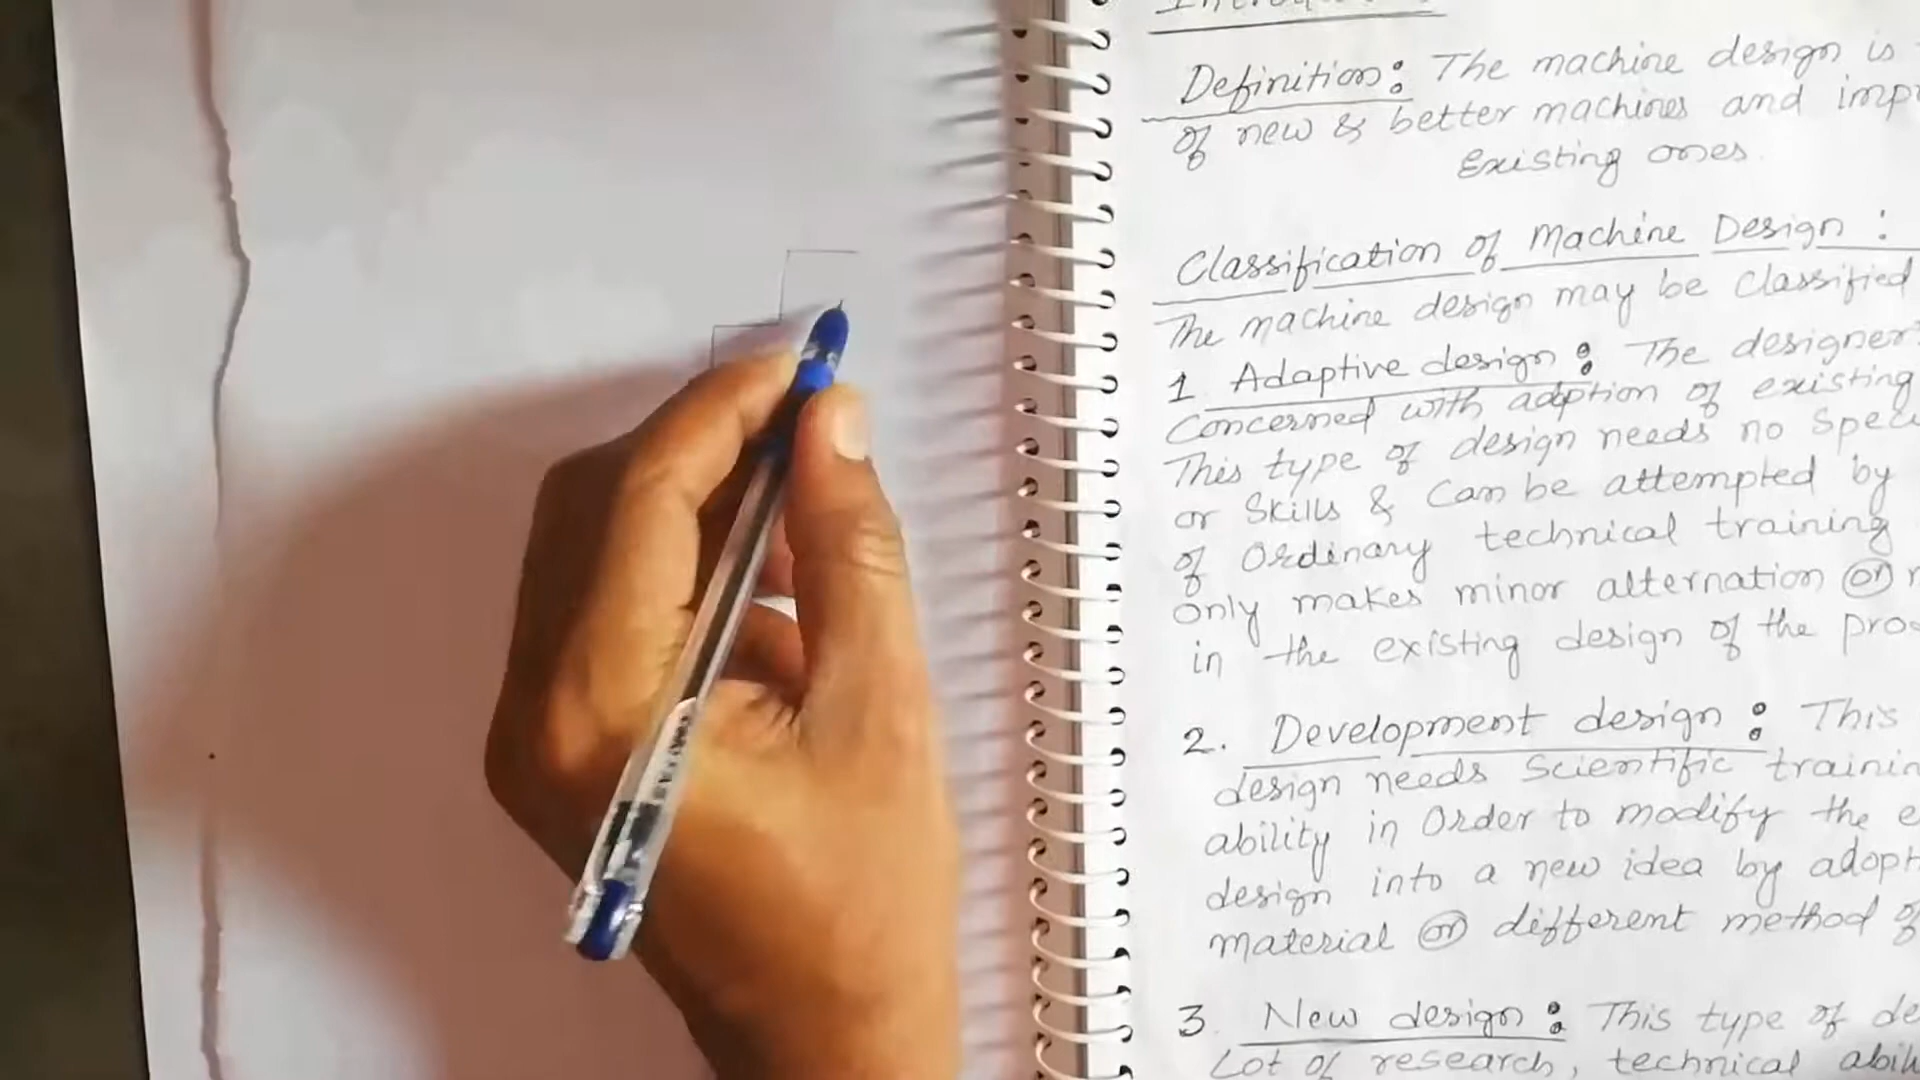 Definition: The machine design is
of new & better machines and imp
Existing ones
Classification of Machine Design :
The machine design may be classified
1 Adaptive design: The designer
Concerned with adoption of existing
This type of design needs no Spec
or Skills & Can be attempted by
of Ordinary technical training
Only makes minor alternation or
in the existing design of the pro
2. Development design: This
design needs Scientific trainin
ability in Order to modify the e
design into a new idea by adopt
material or different method of
3 New design: This type of de
Lot of research, technical abili